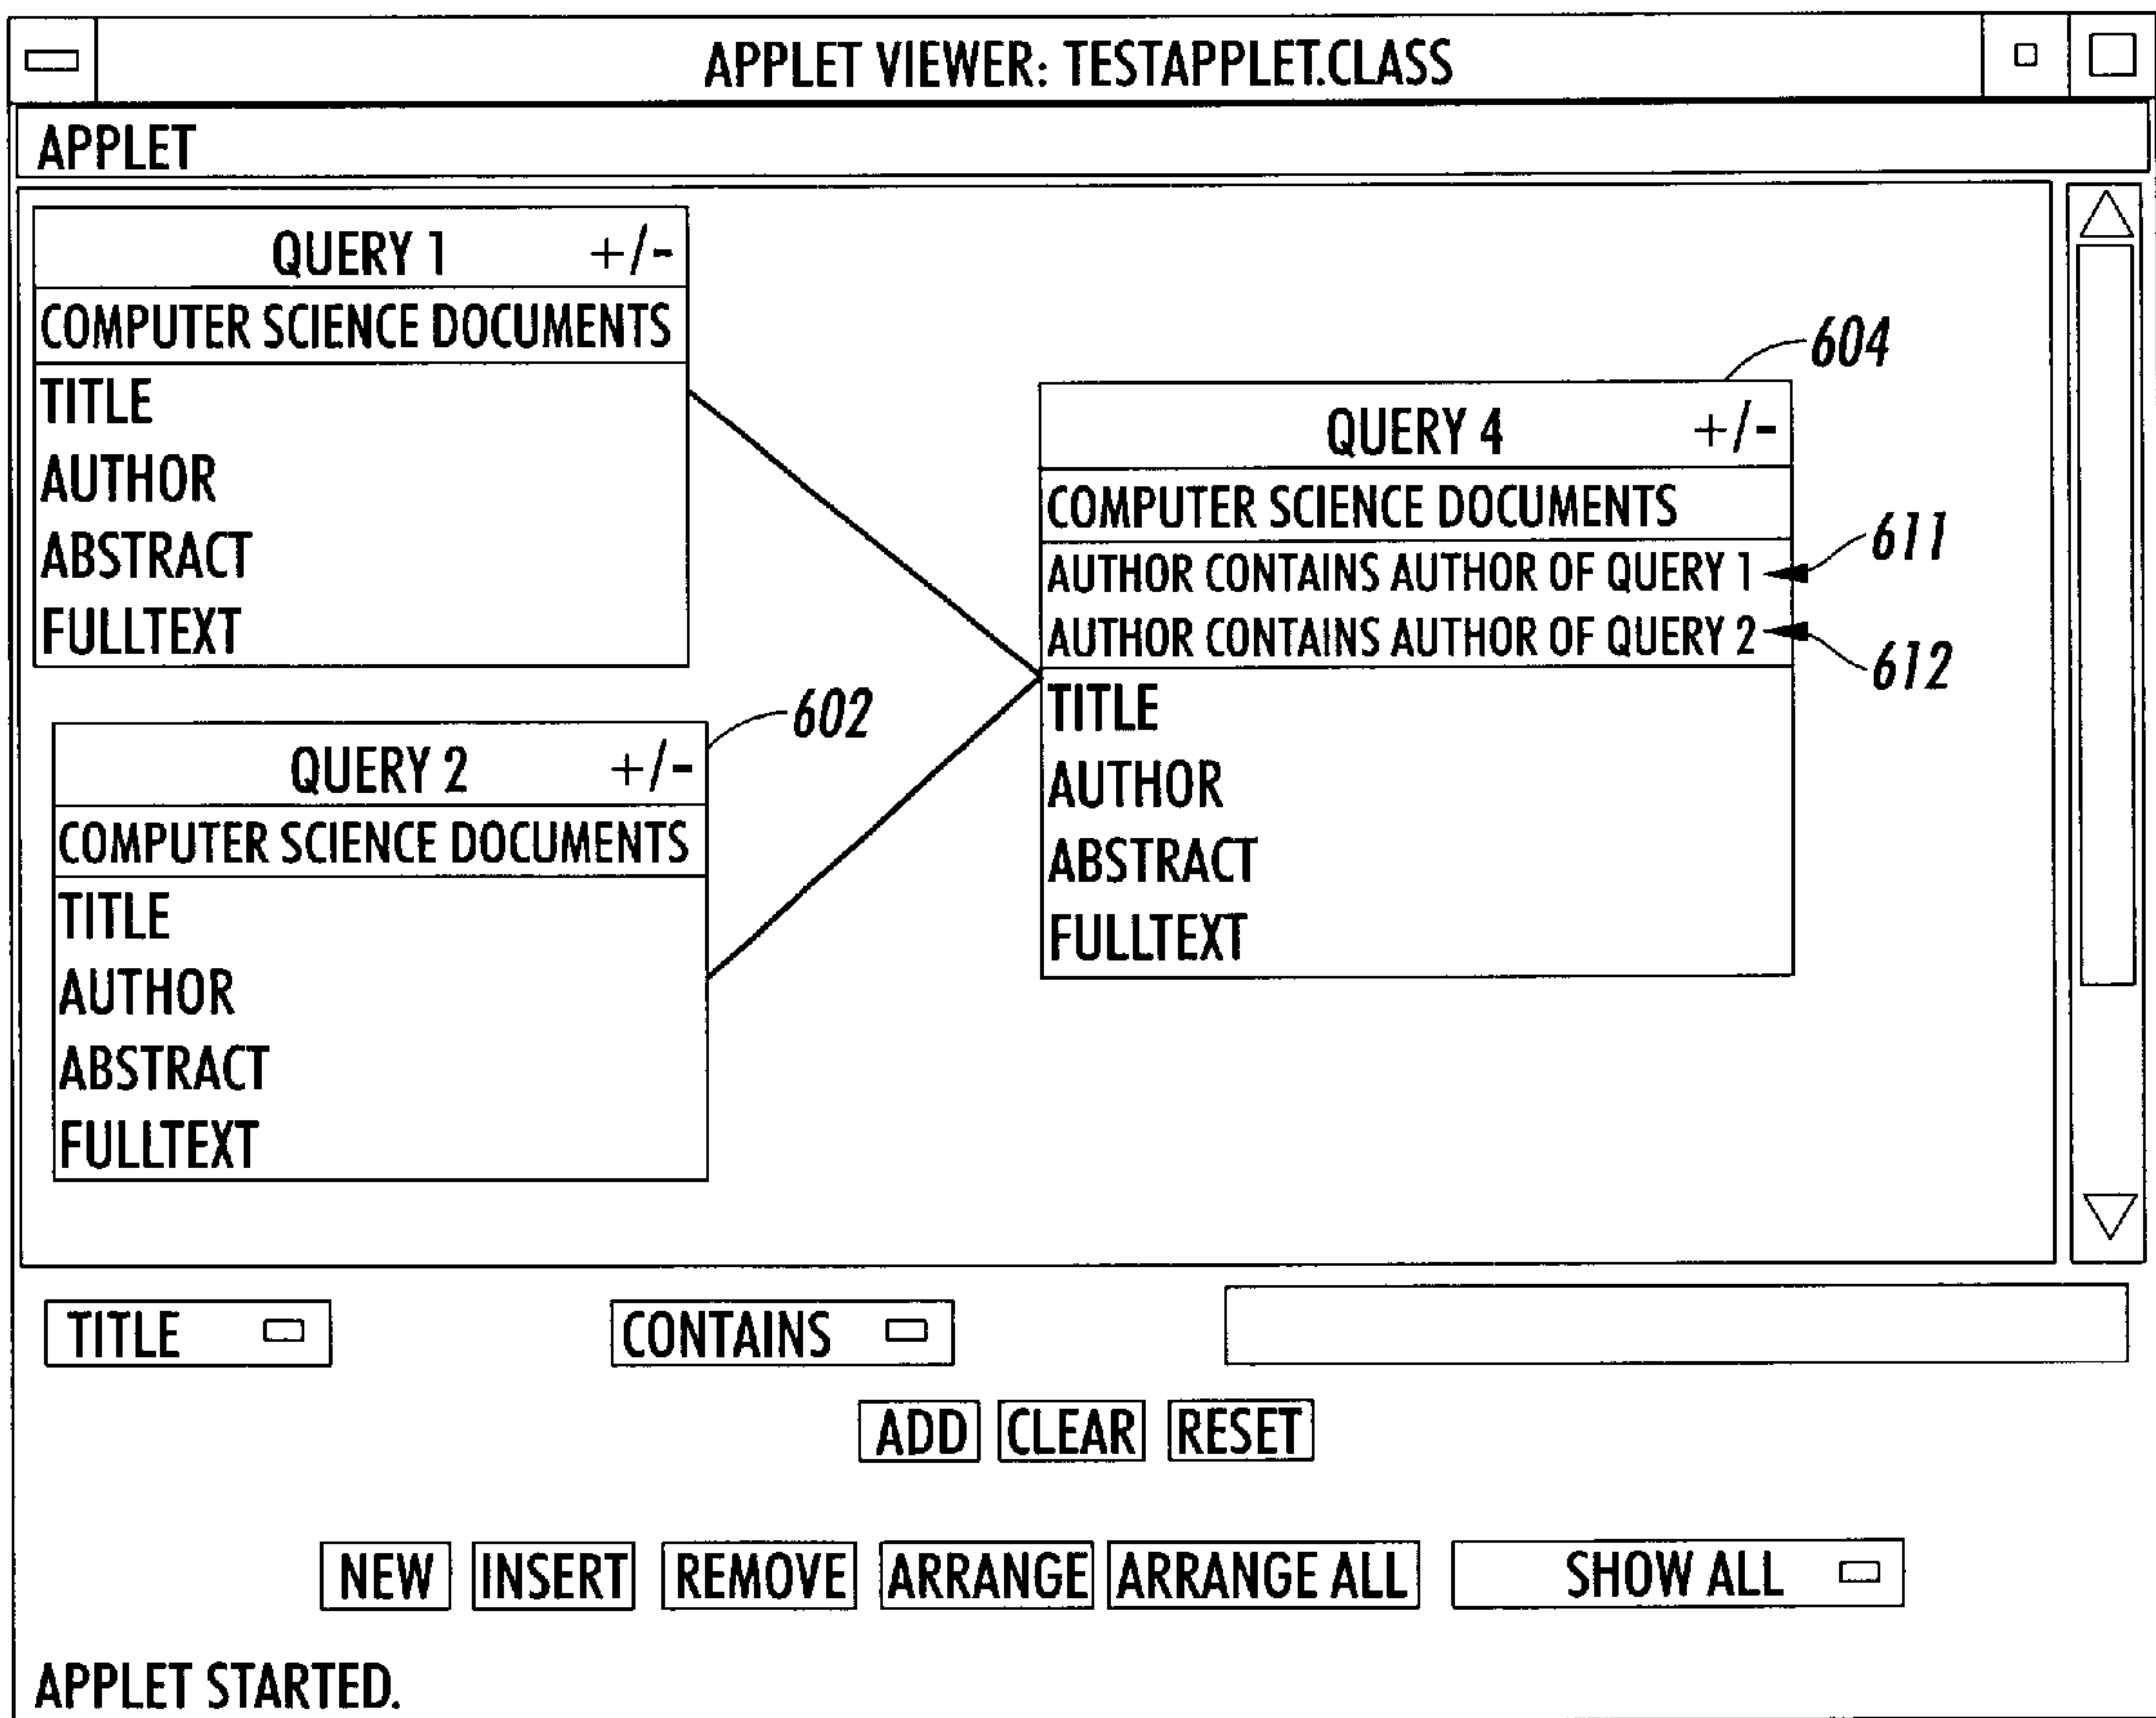 APPLET VIEWER: TESTAPPLET.CLASS
APPLET
QUERY 1 +/-
COMPUTER SCIENCE DOCUMENTS
TITLE
AUTHOR
ABSTRACT
FULLTEXT
602
QUERY 2 +/-
COMPUTER SCIENCE DOCUMENTS
TITLE
AUTHOR
ABSTRACT
FULLTEXT
604
QUERY 4 +/-
COMPUTER SCIENCE DOCUMENTS
AUTHOR CONTAINS AUTHOR OF QUERY 1
611
AUTHOR CONTAINS AUTHOR OF QUERY 2
612
TITLE
AUTHOR
ABSTRACT
FULLTEXT
TITLE CONTAINS
ADD CLEAR RESET
NEW INSERT REMOVE ARRANGE ARRANGE ALL SHOW ALL
APPLET STARTED.